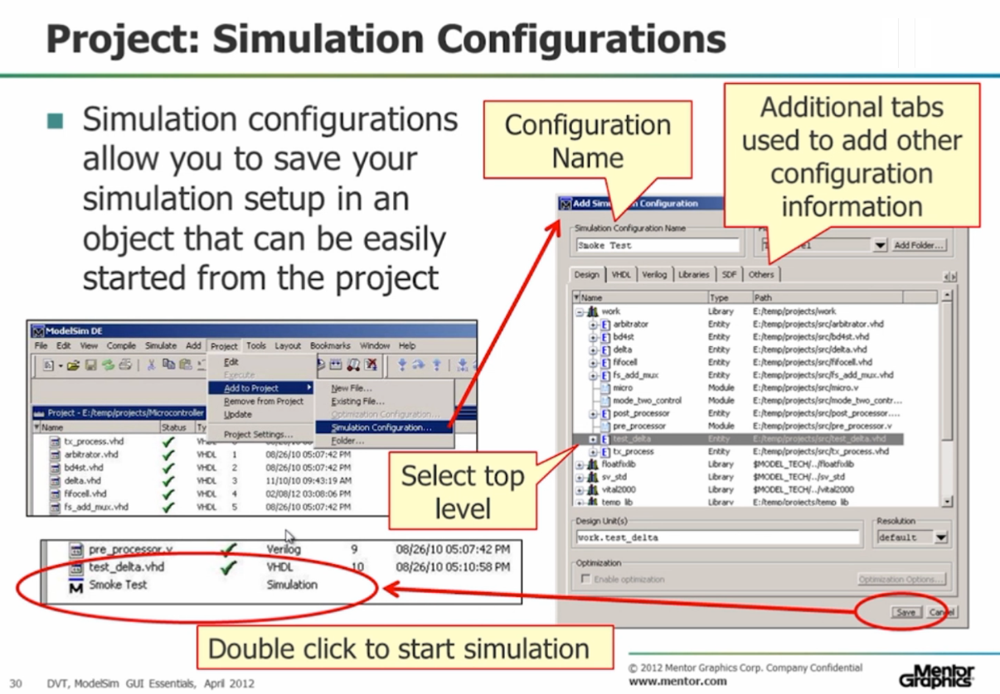 Project: Simulation Configurations
Simulation configurations
allow you to save your
simulation setup in an
object that can be easily
started from the project
Configuration
Name
Additional tabs
used to add other
configuration
information
ModelSim DE
File Edit View Compile Simulate Add Project Tools Layout Bookmarks Window Help
Edit
Execute
Add to Project
Remove from Project
Update
Project Settings...
New File...
Existing File...
Optimization Configuration...
Simulation Configuration...
Folder...
Project - E:/temp/projects/Microcontroller
Name Status Ty
tx_process.vhd
arbitrator.vhd VHDL 1 08/26/10 05:07:42 PM
bd4st.vhd VHDL 2 08/26/10 05:07:42 PM
delta.vhd VHDL 3 11/10/10 09:43:19 AM
fifocell.vhd VHDL 4 02/08/12 03:08:06 PM
fs_add_mux.vhd VHDL 5 08/26/10 05:07:42 PM
pre_processor.v Verilog 9 08/26/10 05:07:42 PM
test_delta.vhd VHDL 10 08/26/10 05:10:58 PM
Smoke Test Simulation
Add Configuration
Simulation Configuration Name
Smoke Test
Add Folder...
Design VHDL Verilog Libraries SDF Others
Name Type Path
work Library E:/temp/projects/work
arbitrator Entity E:/temp/projects/src/arbitrator.vhd
bd4st Entity E:/temp/projects/src/bd4st.vhd
delta Entity E:/temp/projects/src/delta.vhd
fifocell Entity E:/temp/projects/src/fifocell.vhd
fs_add_mux Entity E:/temp/projects/src/fs_add_mux.vhd
micro Module E:/temp/projects/src/micro.v
mode_two_control Module E:/temp/projects/src/mode_two_contr...
post_processor Entity E:/temp/projects/src/post_processor....
pre_processor Module E:/temp/projects/src/pre_processor.v
test_delta Entity E:/temp/projects/src/test_delta.vhd
tx_process Entity E:/temp/projects/src/tx_process.vhd
floatfixlib Library $MODEL_TECH/../floatfixlib
sv_std Library $MODEL_TECH/../sv_std
vital2000 Library $MODEL_TECH/../vital2000
temp_lib Library E:/temp/projects/temp_lib
Select top
level
Design Unit(s)
work.test_delta
Resolution
default
Optimization
Enable optimization
Optimization Options...
Save Cancel
Double click to start simulation
30 DVT, ModelSim GUI Essentials, April 2012
© 2012 Mentor Graphics Corp. Company Confidential
www.mentor.com
Mentor
Graphics